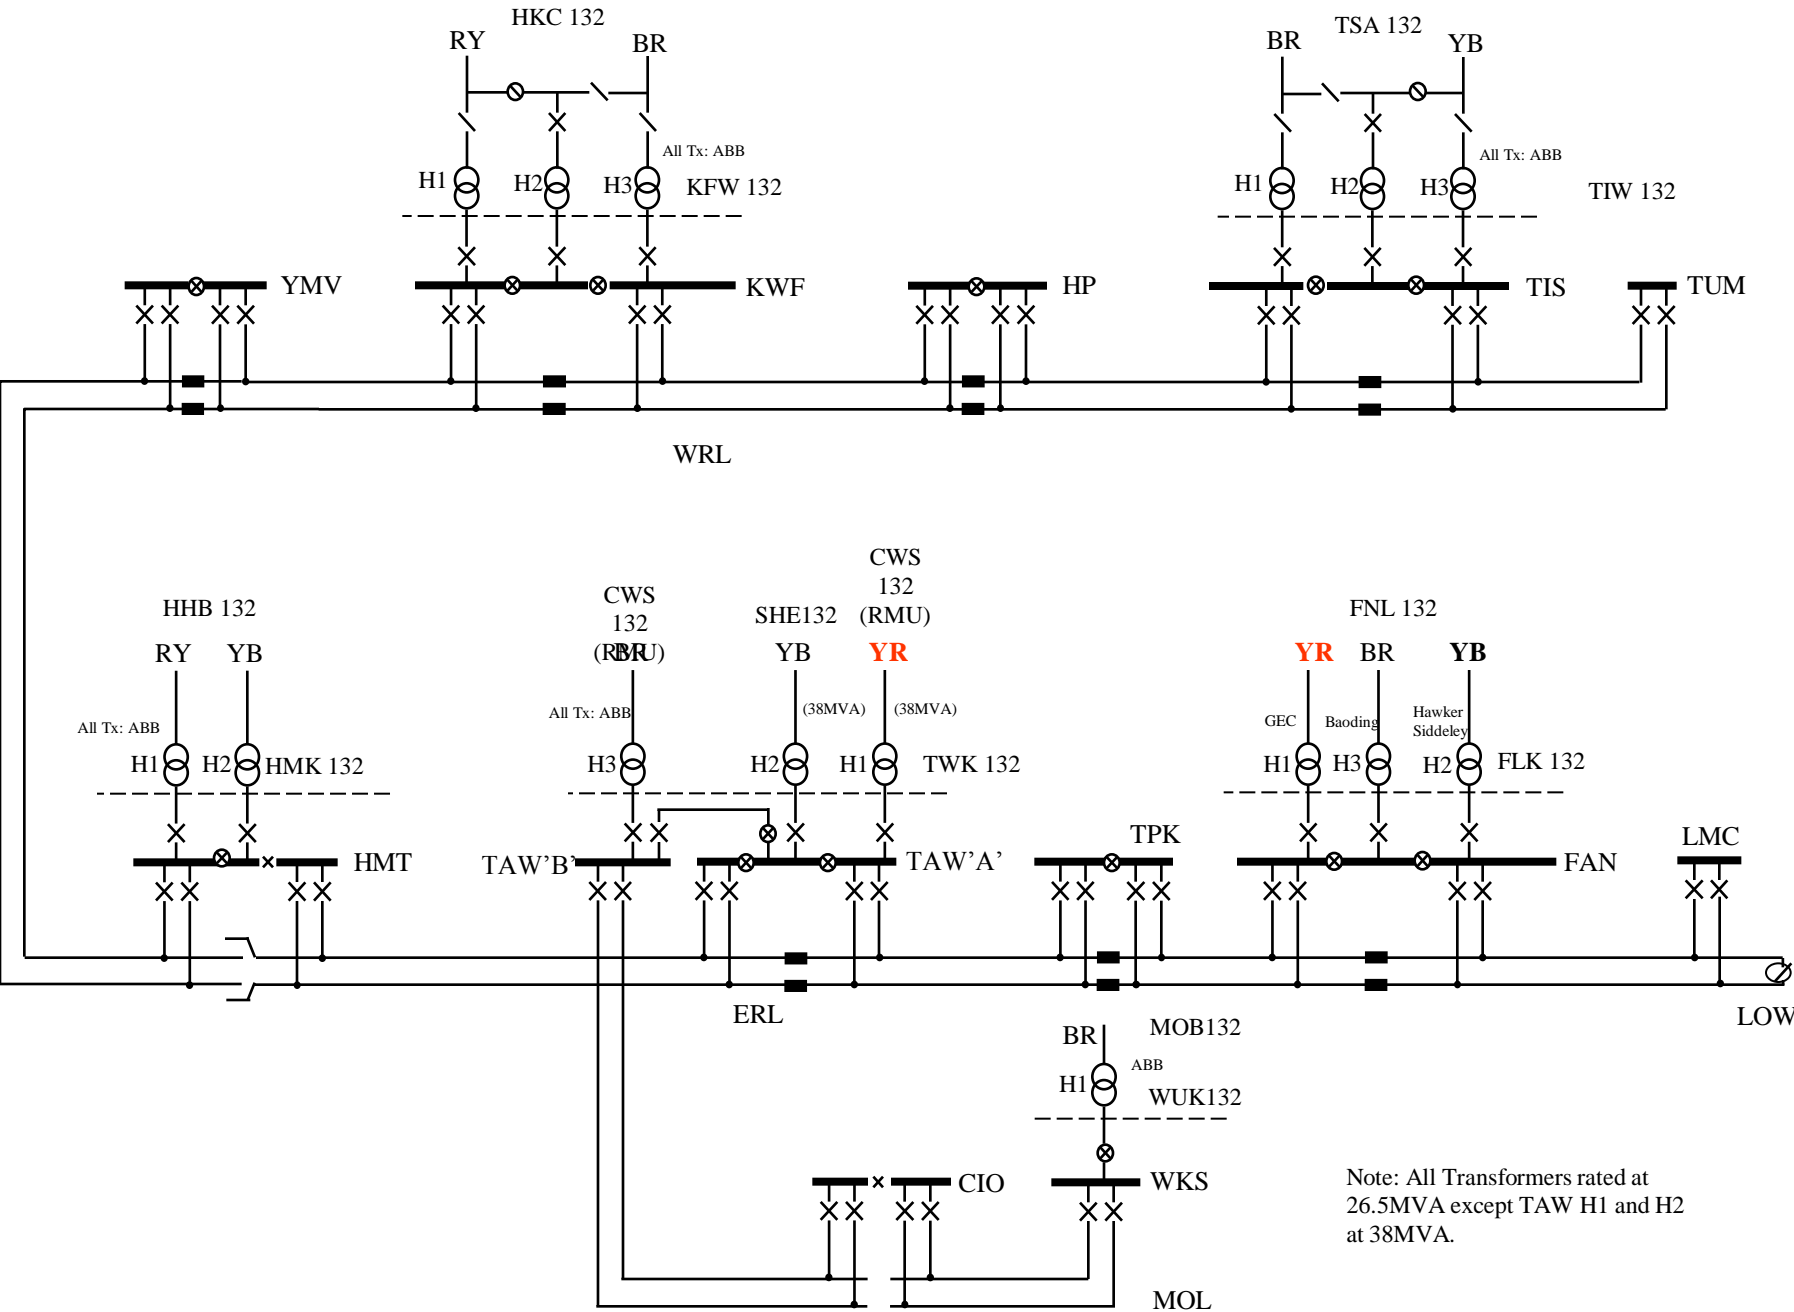 HKC 132
RY
BR
TSA 132
BR
YB
All Tx: ABB
All Tx: ABB
H1
H2
H3
KFW 132
H1
H2
H3
TIW 132
YMV
KWF
HP
TIS
TUM
WRL
HHB 132
RY
YB
CWS
132
(RMU)
BR
SHE132
YB
CWS
132
(RMU)
YR
FNL 132
YR
BR
YB
All Tx: ABB
All Tx: ABB
(38MVA)
(38MVA)
GEC
Baoding
Hawker
Siddeley
H1
H2
HMK 132
H3
H2
H1
TWK 132
H1
H3
H2
FLK 132
HMT
TAW'B'
TAW'A'
TPK
FAN
LMC
ERL
LOW
BR
MOB132
ABB
H1
WUK132
CIO
WKS
MOL
Note: All Transformers rated at
26.5MVA except TAW H1 and H2
at 38MVA.